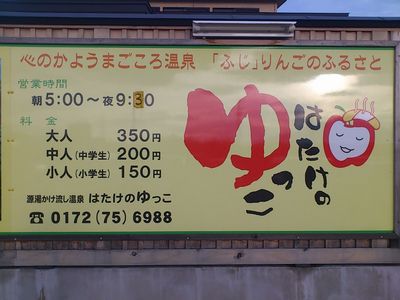 心のかようまごころ温泉 「ふじ」りんごのふるさと
営業時間
朝 5:00〜夜 9:30
料金
大人 350円
中人(中学生) 200円
小人(小学生) 150円
源湯かけ流し温泉 はたけのゆっこ
☎ 0172 (75) 6988
はたけの
ゆっこ